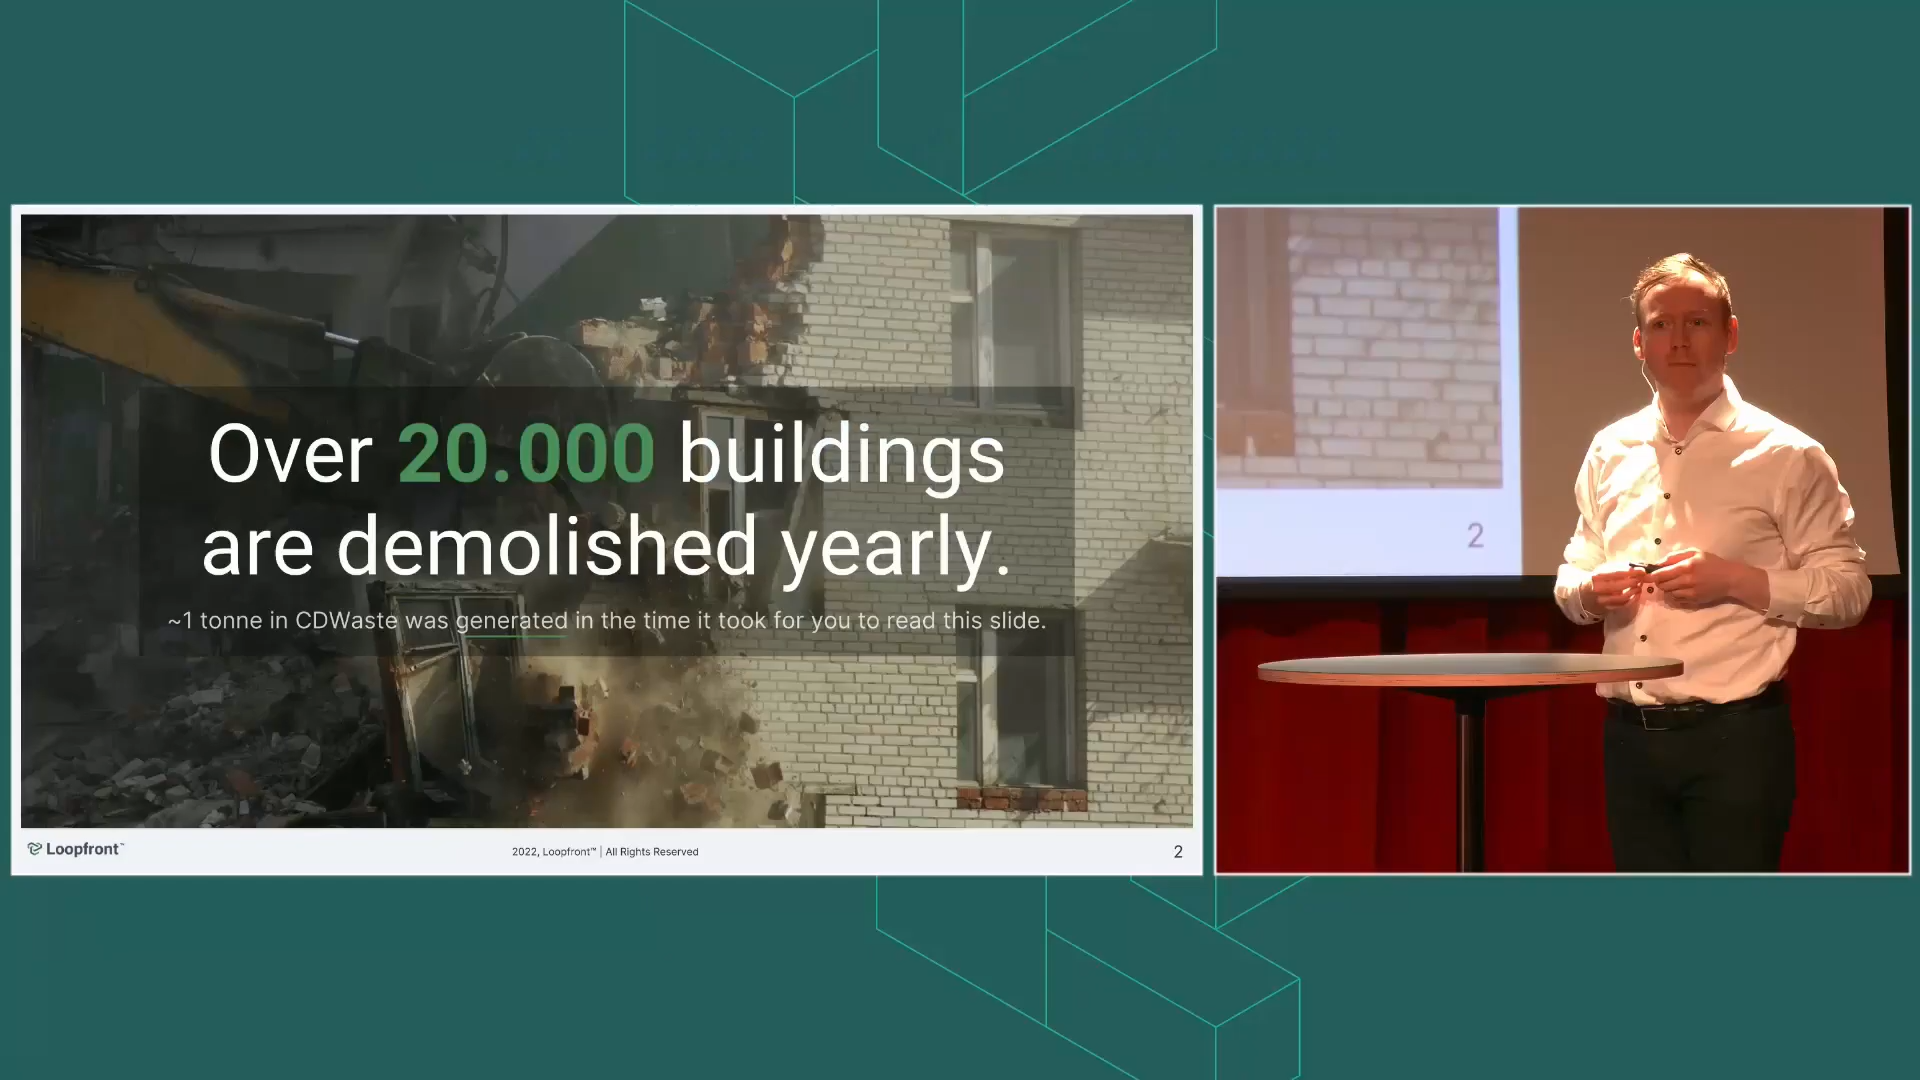 Over 20.000 buildings
are demolished yearly.
~1 tonne in CDWaste was generated in the time it took for you to read this slide.
Loopfront™
2022, Loopfront™ | All Rights Reserved
2
2